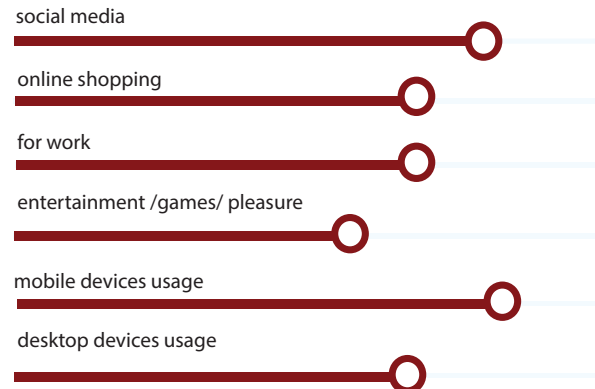 social media
online shopping
for work
entertainment /games/ pleasure
mobile devices usage
desktop devices usage